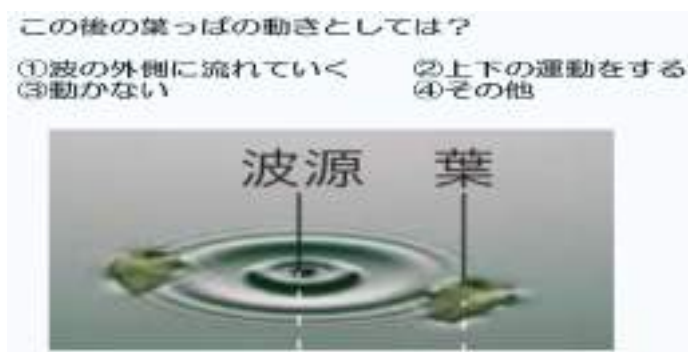 この後の葉っぱの動きとしては？
①波の外側に流れていく　②上下の運動をする
③動かない　④その他
波源　葉